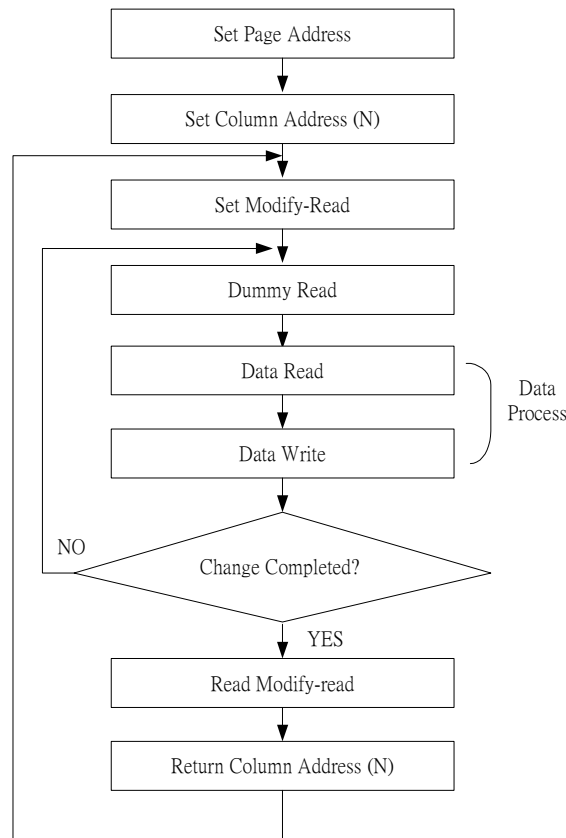 Set Page Address
Set Column Address (N)
Set Modify-Read
Dummy Read
Data Read
Data
Process
Data Write
NO
Change Completed?
YES
Read Modify-read
Return Column Address (N)